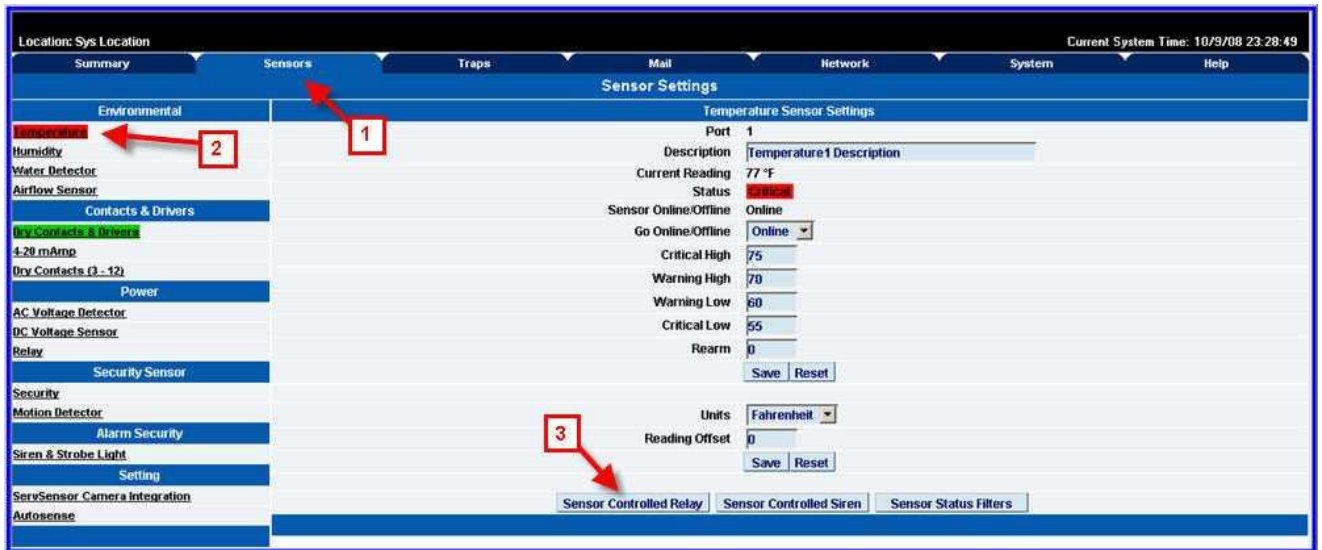 Location: Sys Location
Current System Time: 10/9/08 23:28:49
Summary Sensors Traps Mail Network System Help
Sensor Settings
Environmental
Temperature
Humidity
Water Detector
Airflow Sensor
Contacts & Drivers
Dry Contacts & Drivers
4-20 mAmp
Dry Contacts (3 - 12)
Power
AC Voltage Detector
DC Voltage Sensor
Relay
Security Sensor
Security
Motion Detector
Alarm Security
Siren & Strobe Light
Setting
ServSensor Camera Integration
Autosense
1
2
Temperature Sensor Settings
Port 1
Description Temperature1 Description
Current Reading 77 °F
Status Critical
Sensor Online/Offline Online
Go Online/Offline Online
Critical High 75
Warning High 70
Warning Low 60
Critical Low 55
Rearm 0
Save Reset
Units Fahrenheit
3
Reading Offset 0
Save Reset
Sensor Controlled Relay Sensor Controlled Siren Sensor Status Filters